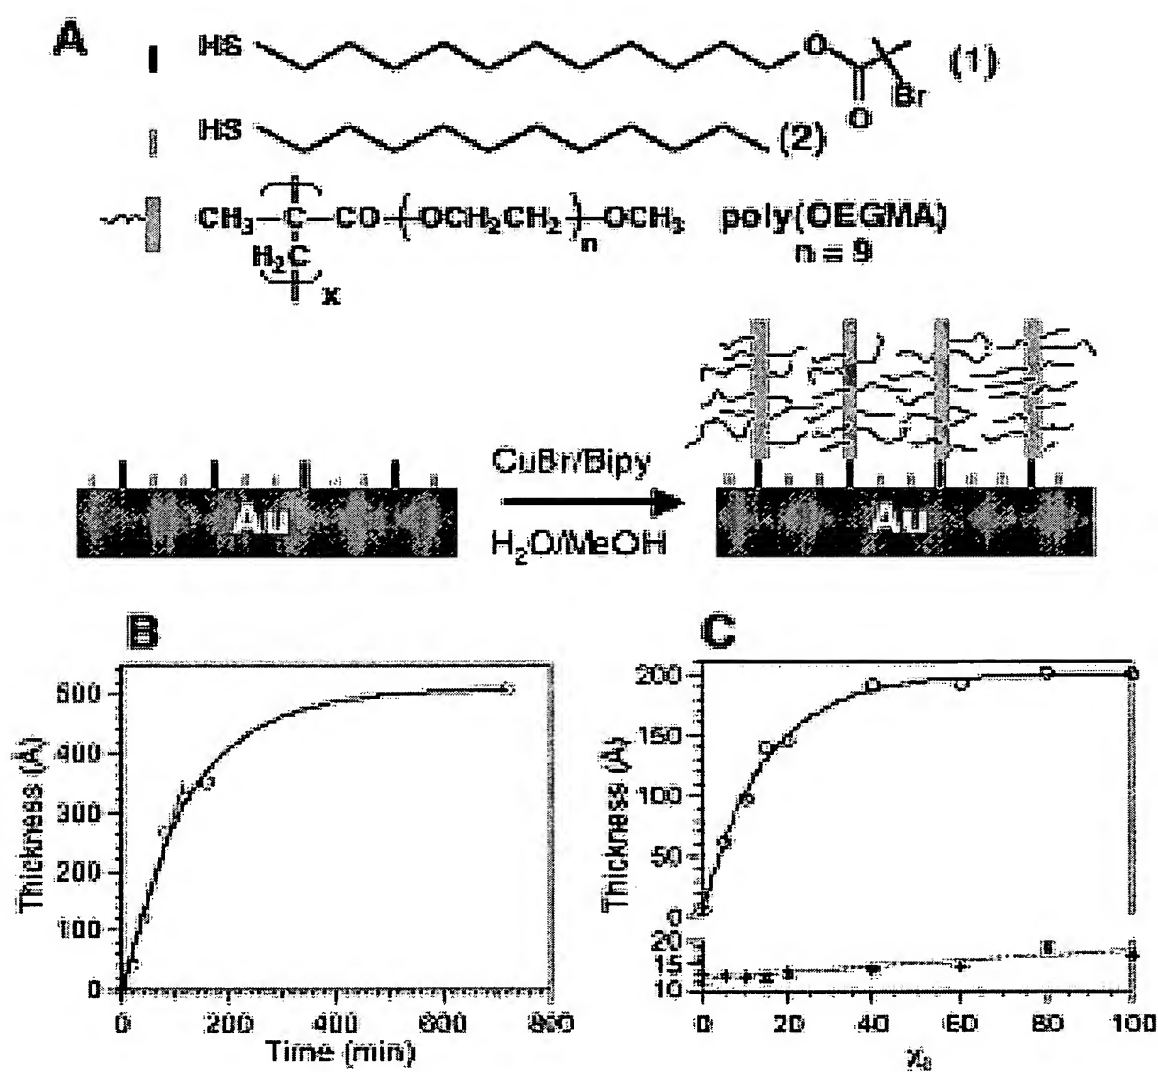 A
HS O (1)
Br
O
HS (2)
CH₃—C—CO—(OCH₂CH₂)ₙ—OCH₃ poly(OEGMA)
H₂C n = 9
x
CuBr/Bipy
Au Au
H₂O/MeOH
B C
500 200
400 150
300 100
200 50
100 0
0 20
15
10
Thickness (Å) Thickness (Å)
0 200 400 600 800 0 20 40 60 80 100
Time (min)